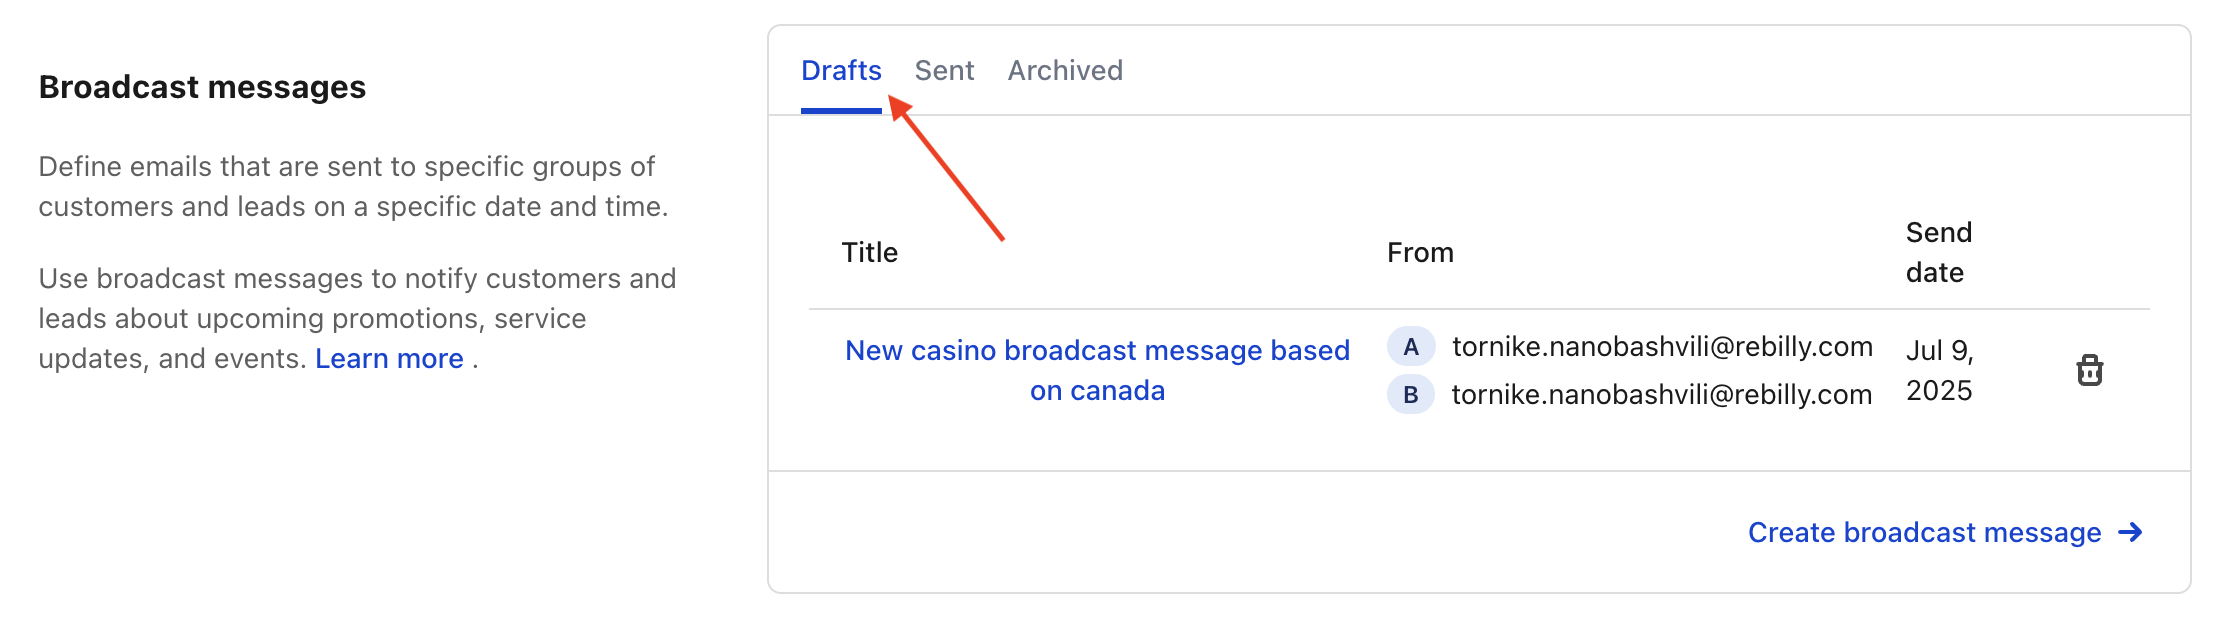 Broadcast messages
Define emails that are sent to specific groups of
customers and leads on a specific date and time.
Use broadcast messages to notify customers and
leads about upcoming promotions, service
updates, and events. Learn more .
Drafts Sent Archived
Title From Send
date
New casino broadcast message based
on canada
A tornike.nanobashvili@rebilly.com
B tornike.nanobashvili@rebilly.com
Jul 9,
2025
Create broadcast message →